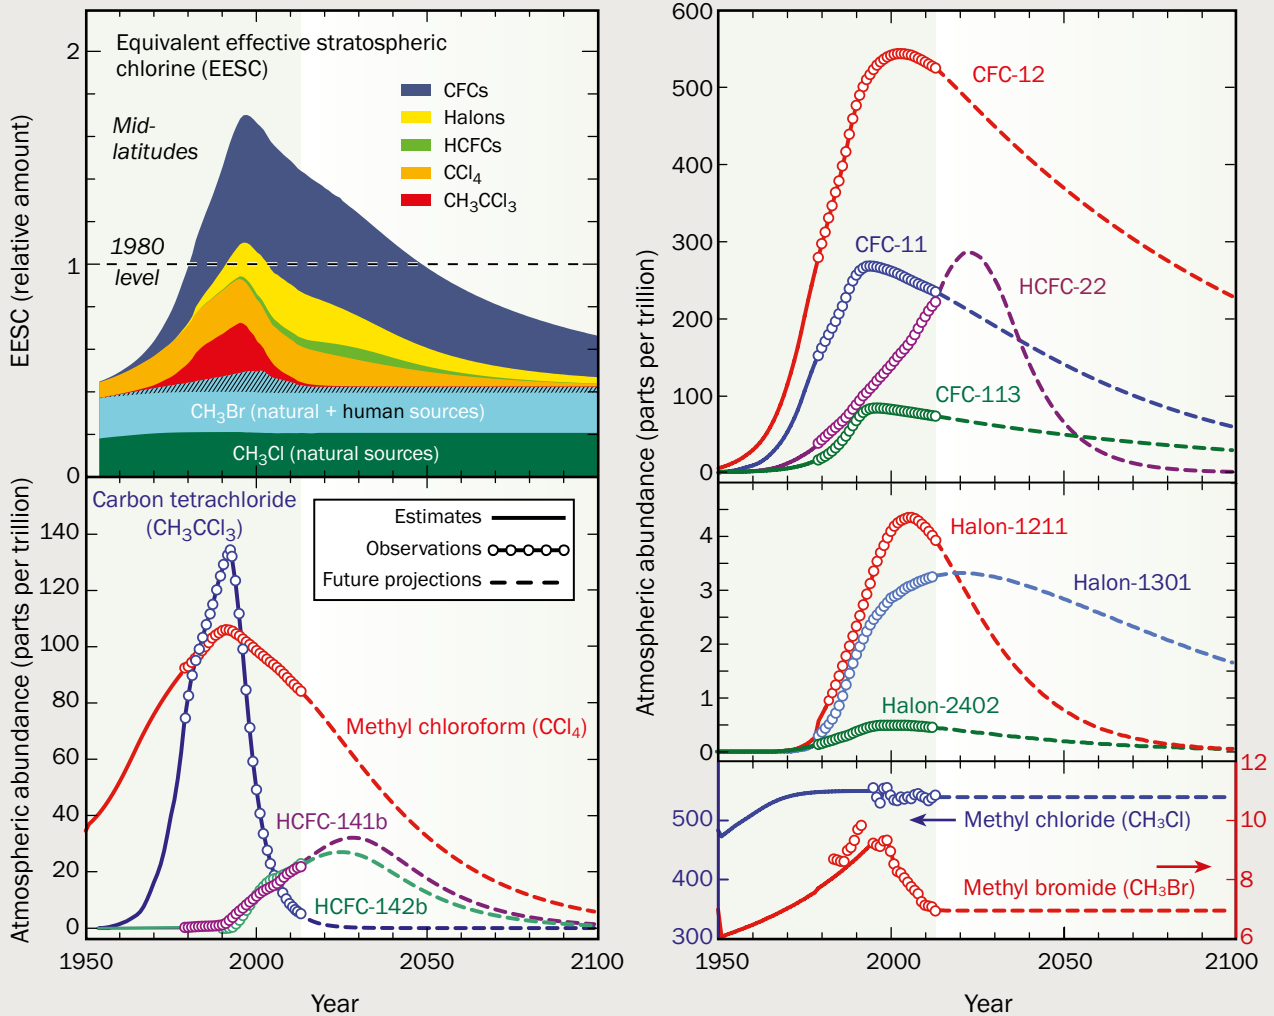 Equivalent effective stratospheric
chlorine (EESC)
CFCs
Halons
HCFCs
CCl₄
CH₃CCl₃
Mid-
latitudes
1980
level
CH₃Br (natural + human sources)
CH₃Cl (natural sources)
EESC (relative amount)
2
1
0
Carbon tetrachloride
(CH₃CCl₃)
Estimates
Observations
Future projections
Methyl chloroform (CCl₄)
HCFC-141b
HCFC-142b
Atmospheric abundance (parts per trillion)
140
120
100
80
60
40
20
0
1950
2000
2050
2100
Year
600
500
400
300
200
100
0
CFC-12
CFC-11
HCFC-22
CFC-113
Atmospheric abundance (parts per trillion)
4
3
2
1
0
Halon-1211
Halon-1301
Halon-2402
500
400
300
12
10
8
6
Methyl chloride (CH₃Cl)
Methyl bromide (CH₃Br)
1950
2000
2050
2100
Year